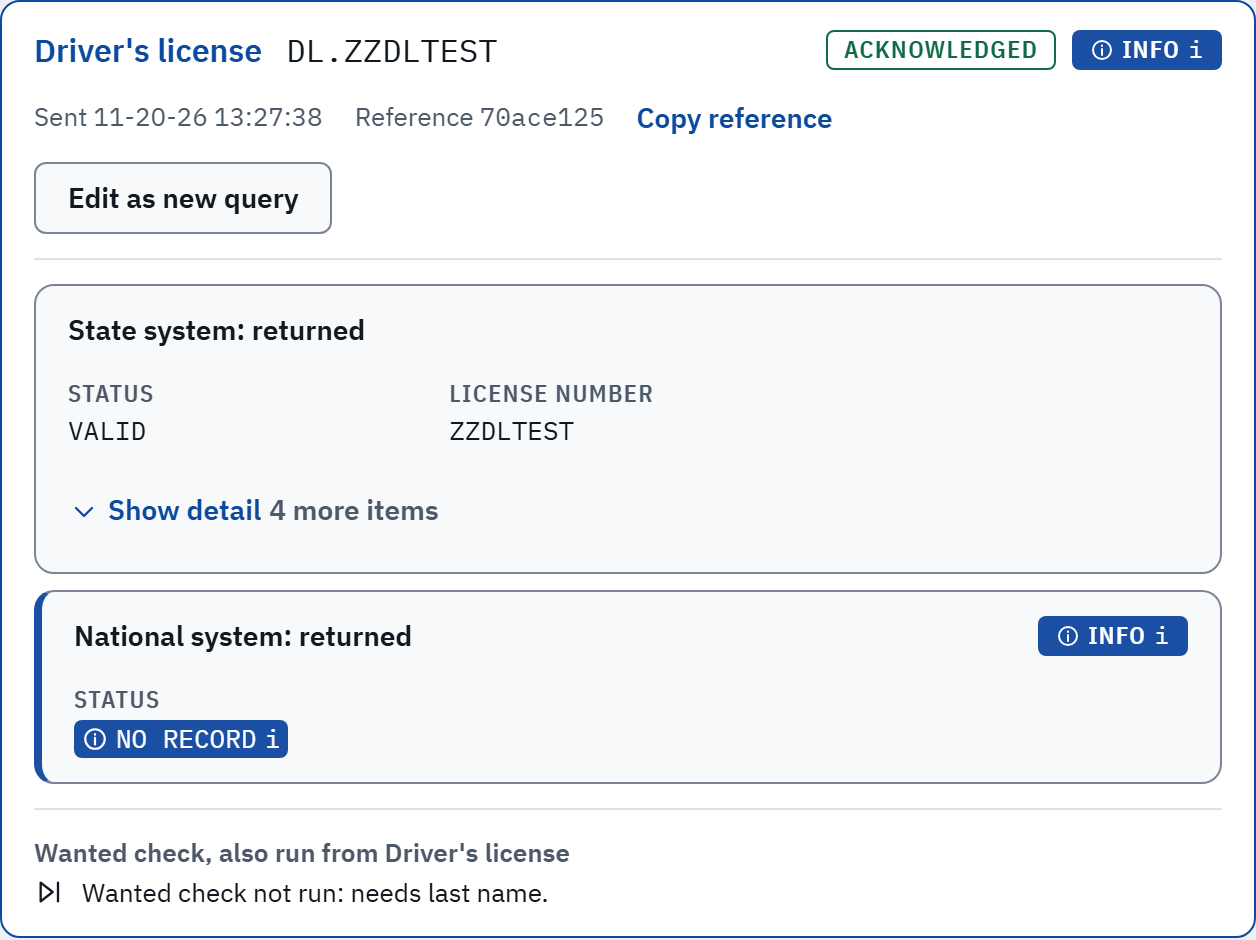 Driver's license DL.ZZDLTEST ACKNOWLEDGED INFO i
Sent 11-20-26 13:27:38 Reference 70ace125 Copy reference
Edit as new query
State system: returned
STATUS LICENSE NUMBER
VALID ZZDLTEST
Show detail 4 more items
National system: returned INFO i
STATUS
NO RECORD i
Wanted check, also run from Driver's license
Wanted check not run: needs last name.